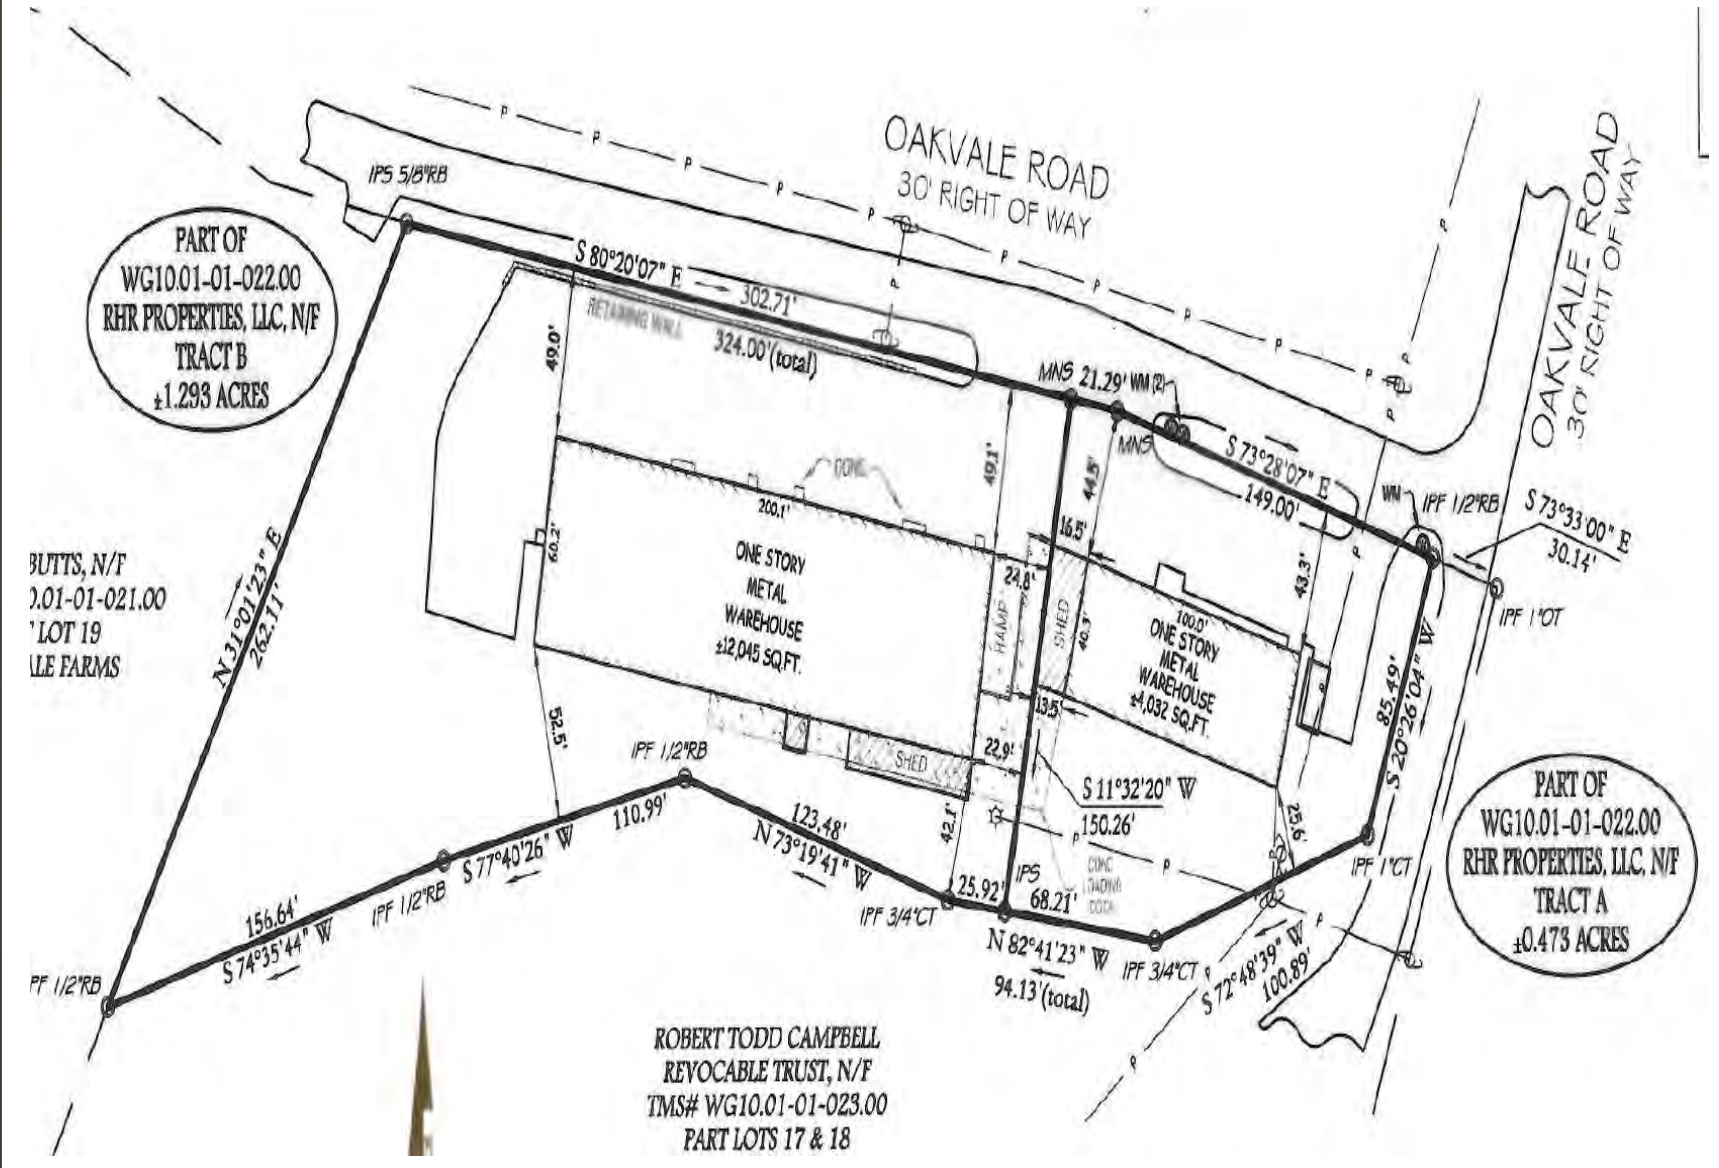 OAKVALE ROAD
30' RIGHT OF WAY
OAKVALE ROAD
30' RIGHT OF WAY
IPS 5/8"RB
PART OF
WG10.01-01-022.00
RHR PROPERTIES, LLC, N/F
TRACT B
±1.293 ACRES
S 80°20'07" E
302.71'
RETAINING WALL
324.00'(total)
49.0'
MNS 21.29' WM (2)
MNS
S 73°28'07" E
149.00'
WM
IPF 1/2"RB
S 73°33'00" E
30.14'
IPF 1"OT
49.1'
44.5'
16.5'
CONC
200.1'
60.2'
ONE STORY
METAL
WAREHOUSE
±12,045 SQ.FT.
24.8'
RAMP
SHED
40.3'
43.3'
100.0'
ONE STORY
METAL
WAREHOUSE
±4,032 SQ.FT.
BUTTS, N/F
0.01-01-021.00
LOT 19
LE FARMS
N 31°01'23" E
262.11'
S 20°26'04" W
85.49'
52.5'
SHED
13.5'
22.9'
IPF 1/2"RB
110.99'
123.48'
N 73°19'41" W
42.1'
S 11°32'20" W
150.26'
CONC
LOADING
DOCK
25.6'
PART OF
WG10.01-01-022.00
RHR PROPERTIES, LLC, N/F
TRACT A
±0.473 ACRES
IPF 1"CT
S 77°40'26" W
IPF 1/2"RB
156.64'
S 74°35'44" W
PF 1/2"RB
25.92'
IPS
68.21'
IPF 3/4"CT
N 82°41'23" W
94.13'(total)
IPF 3/4"CT
S 72°48'39" W
100.89'
ROBERT TODD CAMPBELL
REVOCABLE TRUST, N/F
TMS# WG10.01-01-023.00
PART LOTS 17 & 18